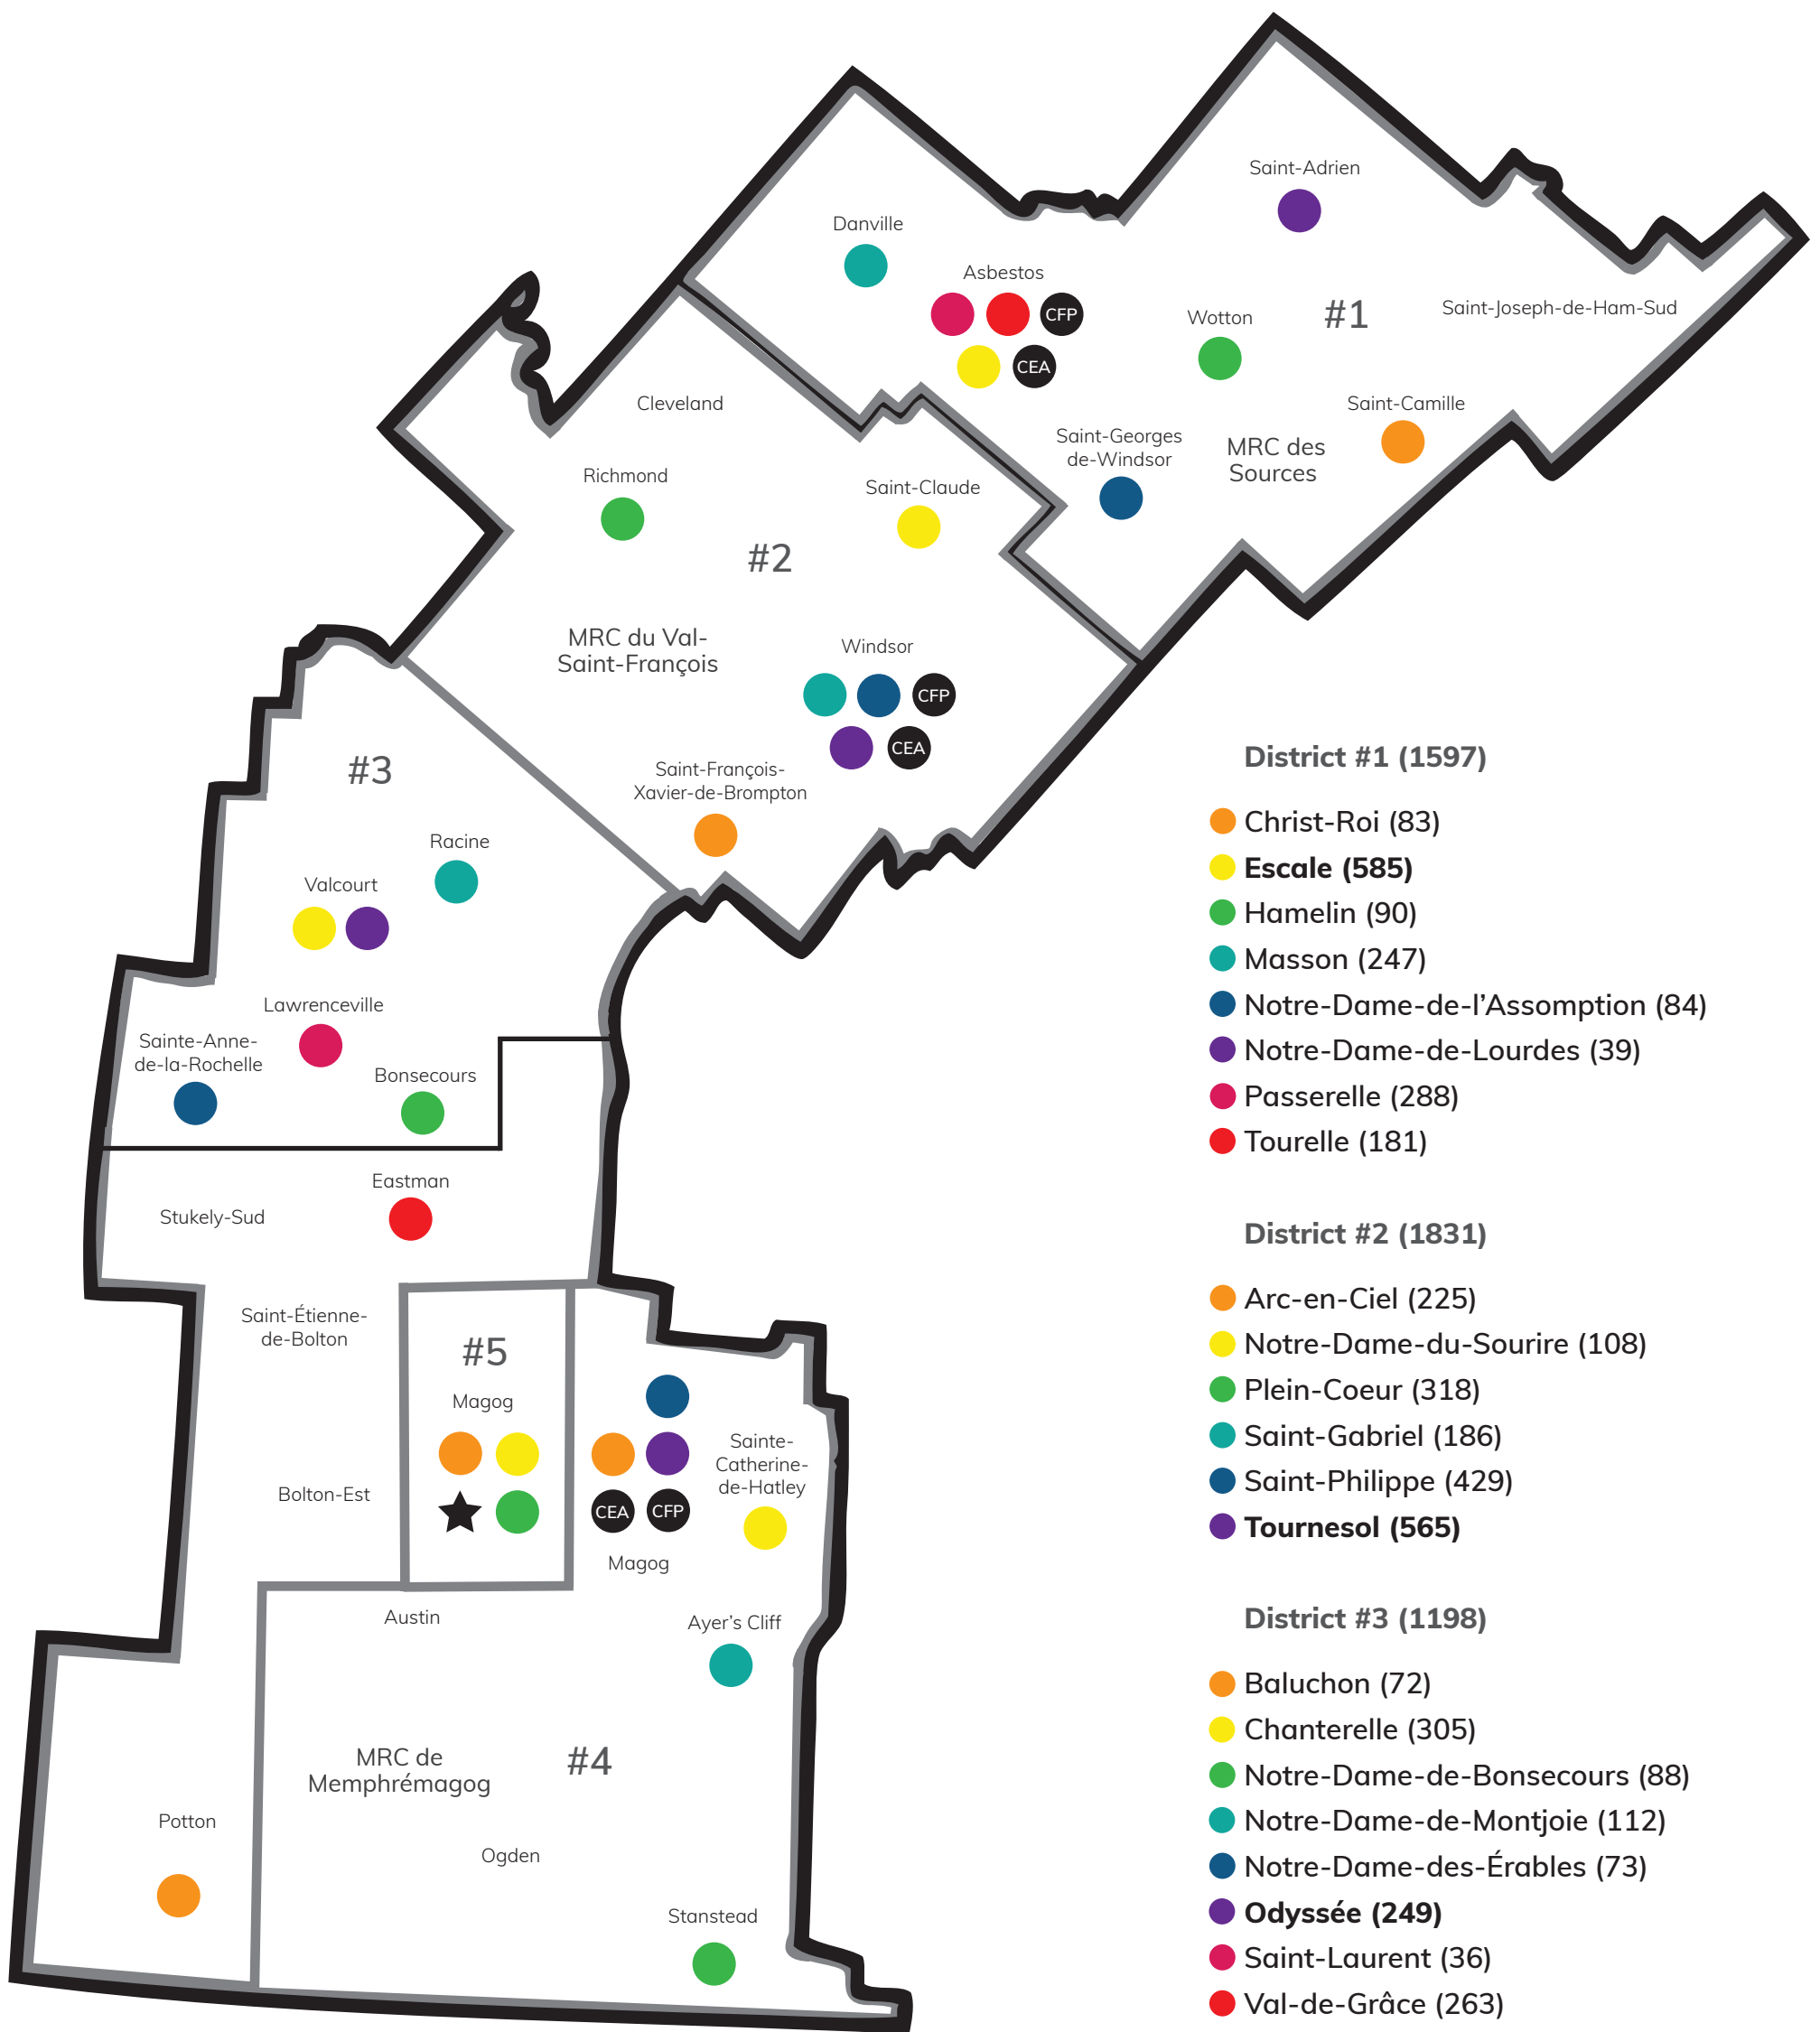 Saint-Adrien
Danville
Asbestos
CFP
CEA
Wotton
#1
Saint-Joseph-de-Ham-Sud
Saint-Camille
Saint-Georges
de-Windsor
MRC des
Sources
Cleveland
Richmond
Saint-Claude
#2
MRC du Val-
Saint-François
Windsor
CFP
CEA
Saint-François-
Xavier-de-Brompton
#3
Racine
Valcourt
Lawrenceville
Sainte-Anne-
de-la-Rochelle
Bonsecours
Eastman
Stukely-Sud
Saint-Étienne-
de-Bolton
#5
Magog
Bolton-Est
Sainte-
Catherine-
de-Hatley
CEA
CFP
Magog
Austin
Ayer's Cliff
MRC de
Memphrémagog
#4
Potton
Ogden
Stanstead
District #1 (1597)
Christ-Roi (83)
Escale (585)
Hamelin (90)
Masson (247)
Notre-Dame-de-l'Assomption (84)
Notre-Dame-de-Lourdes (39)
Passerelle (288)
Tourelle (181)
District #2 (1831)
Arc-en-Ciel (225)
Notre-Dame-du-Sourire (108)
Plein-Coeur (318)
Saint-Gabriel (186)
Saint-Philippe (429)
Tournesol (565)
District #3 (1198)
Baluchon (72)
Chanterelle (305)
Notre-Dame-de-Bonsecours (88)
Notre-Dame-de-Montjoie (112)
Notre-Dame-des-Érables (73)
Odyssée (249)
Saint-Laurent (36)
Val-de-Grâce (263)